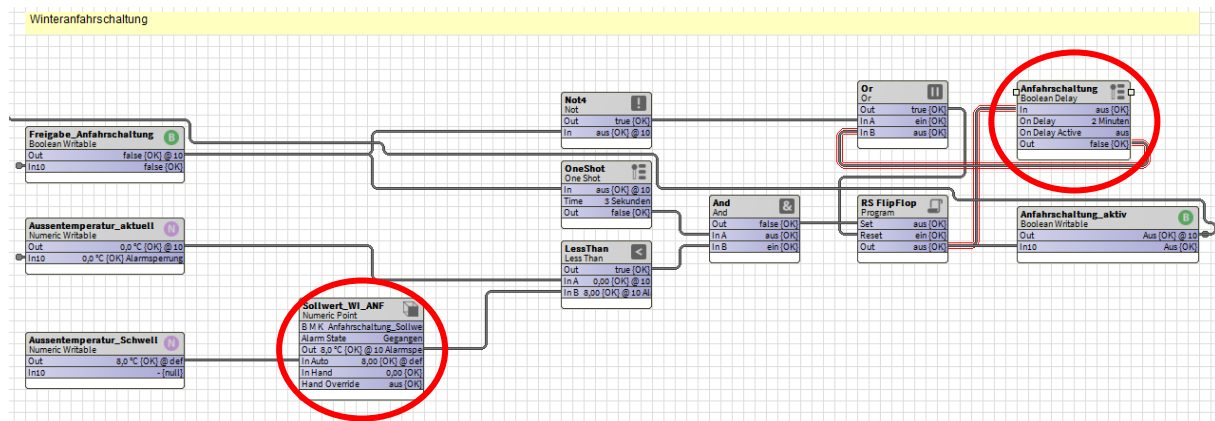 Winteranfahrschaltung
Freigabe_Anfahrschaltung
Boolean Writable
Out false {OK} @ 10
In10 false {OK}
Aussentemperatur_aktuell
Numeric Writable
Out 0,0 °C {OK} @ 10
In10 0,0 °C {OK} Alarmsperrung
Aussentemperatur_Schwell
Numeric Writable
Out 8,0 °C {OK} @ def
In10 - {null}
Sollwert_WI_ANF
Numeric Point
B M K Anfahrschaltung_Sollwe
Alarm State Gegangen
Out 8,0 °C {OK} @ 10 Alarmspe
In Auto 8,00 {OK} @ def
In Hand 0,00 {OK}
Hand Override aus {OK}
Not4
Not
Out true {OK}
In aus {OK} @ 10
OneShot
One Shot
In aus {OK} @ 10
Time 3 Sekunden
Out false {OK}
LessThan
Less Than
Out true {OK}
In A 0,00 {OK} @ 10
In B 8,00 {OK} @ 10 Al
And
And
Out false {OK}
In A aus {OK}
In B ein {OK}
Or
Or
Out true {OK}
In A ein {OK}
In B aus {OK}
RS FlipFlop
Program
Set aus {OK}
Reset ein {OK}
Out aus {OK}
Anfahrschaltung
Boolean Delay
In aus {OK}
On Delay 2 Minuten
On Delay Active aus
Out false {OK}
Anfahrschaltung_aktiv
Boolean Writable
Out Aus {OK} @ 10
In10 Aus {OK}